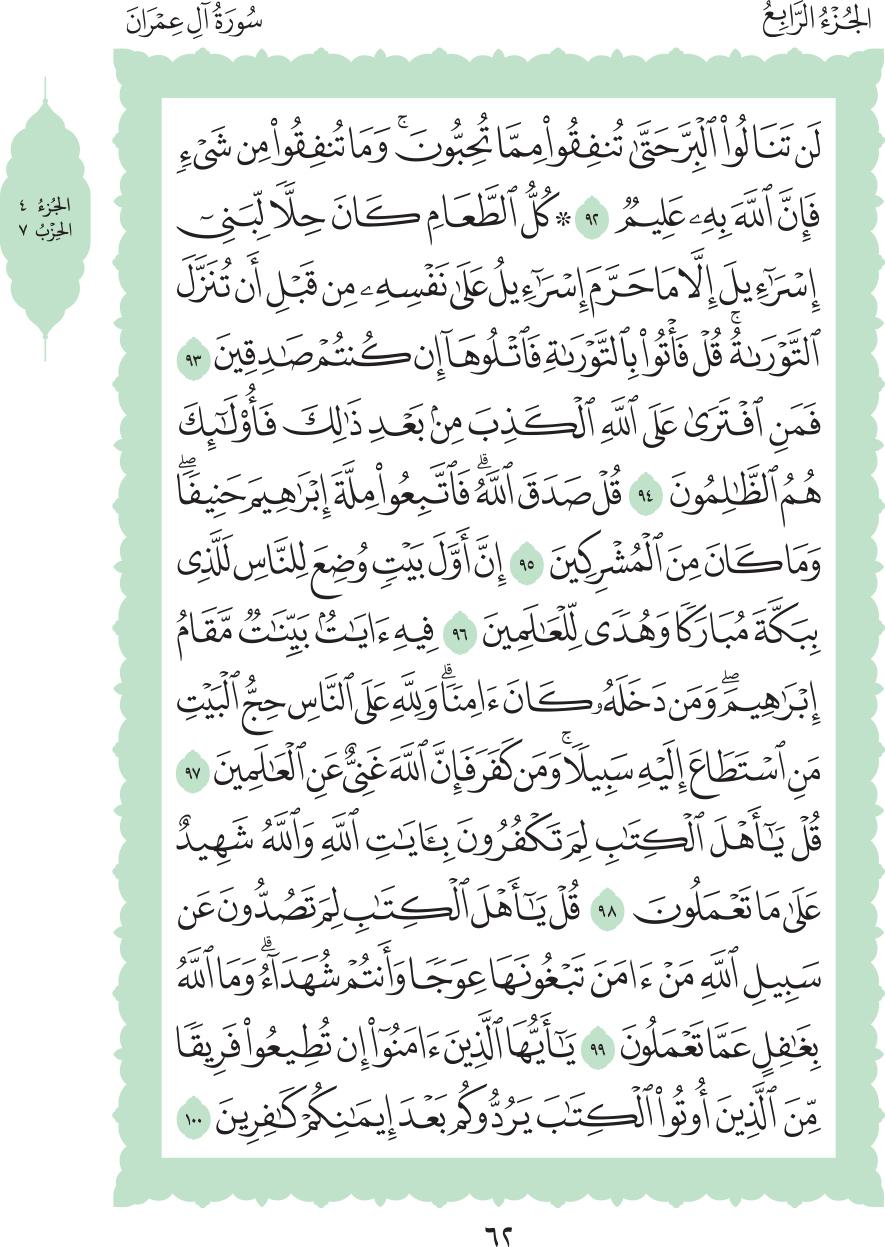 الجُزْءُ الرَّابِعُ
سُورَةُ آلِ عِمْرَانَ
الجُزءُ ٤
الحِزْبُ ٧
لَن تَنَالُوا۟ ٱلْبِرَّ حَتَّىٰ تُنفِقُوا۟ مِمَّا تُحِبُّونَ ۚ وَمَا تُنفِقُوا۟ مِن شَىْءٍ
فَإِنَّ ٱللَّهَ بِهِۦ عَلِيمٌ ٩٢ ۞ كُلُّ ٱلطَّعَامِ كَانَ حِلًّا لِّبَنِىٓ
إِسْرَٰٓءِيلَ إِلَّا مَا حَرَّمَ إِسْرَٰٓءِيلُ عَلَىٰ نَفْسِهِۦ مِن قَبْلِ أَن تُنَزَّلَ
ٱلتَّوْرَىٰةُ ۗ قُلْ فَأْتُوا۟ بِٱلتَّوْرَىٰةِ فَٱتْلُوهَآ إِن كُنتُمْ صَٰدِقِينَ ٩٣
فَمَنِ ٱفْتَرَىٰ عَلَى ٱللَّهِ ٱلْكَذِبَ مِنۢ بَعْدِ ذَٰلِكَ فَأُو۟لَٰٓئِكَ
هُمُ ٱلظَّٰلِمُونَ ٩٤ قُلْ صَدَقَ ٱللَّهُ ۗ فَٱتَّبِعُوا۟ مِلَّةَ إِبْرَٰهِيمَ حَنِيفًا ۖ
وَمَا كَانَ مِنَ ٱلْمُشْرِكِينَ ٩٥ إِنَّ أَوَّلَ بَيْتٍ وُضِعَ لِلنَّاسِ لَلَّذِى
بِبَكَّةَ مُبَارَكًا وَهُدًى لِّلْعَٰلَمِينَ ٩٦ فِيهِ ءَايَٰتٌۢ بَيِّنَٰتٌ مَّقَامُ
إِبْرَٰهِيمَ ۖ وَمَن دَخَلَهُۥ كَانَ ءَامِنًا ۗ وَلِلَّهِ عَلَى ٱلنَّاسِ حِجُّ ٱلْبَيْتِ
مَنِ ٱسْتَطَاعَ إِلَيْهِ سَبِيلًا ۚ وَمَن كَفَرَ فَإِنَّ ٱللَّهَ غَنِىٌّ عَنِ ٱلْعَٰلَمِينَ ٩٧
قُلْ يَٰٓأَهْلَ ٱلْكِتَٰبِ لِمَ تَكْفُرُونَ بِـَٔايَٰتِ ٱللَّهِ وَٱللَّهُ شَهِيدٌ
عَلَىٰ مَا تَعْمَلُونَ ٩٨ قُلْ يَٰٓأَهْلَ ٱلْكِتَٰبِ لِمَ تَصُدُّونَ عَن
سَبِيلِ ٱللَّهِ مَنْ ءَامَنَ تَبْغُونَهَا عِوَجًا وَأَنتُمْ شُهَدَآءُ ۗ وَمَا ٱللَّهُ
بِغَٰفِلٍ عَمَّا تَعْمَلُونَ ٩٩ يَٰٓأَيُّهَا ٱلَّذِينَ ءَامَنُوٓا۟ إِن تُطِيعُوا۟ فَرِيقًا
مِّنَ ٱلَّذِينَ أُوتُوا۟ ٱلْكِتَٰبَ يَرُدُّوكُم بَعْدَ إِيمَٰنِكُمْ كَٰفِرِينَ ١٠٠
٦٢